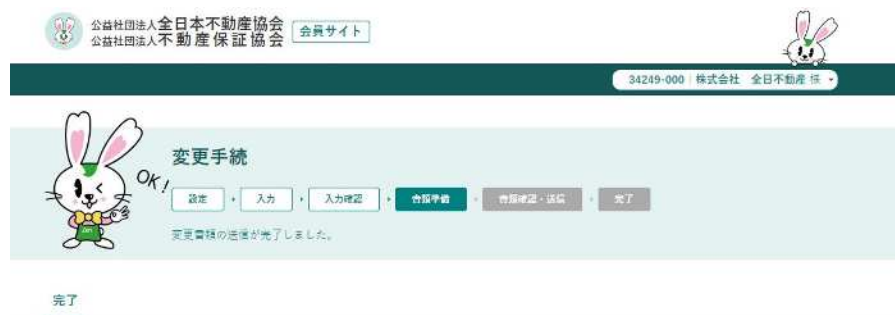 公益社団法人全日本不動産協会
公益社団法人不動産保証協会
会員サイト
34249-000 株式会社 全日不動産 様
OK!
変更手続
設定
入力
入力確認
書類準備
書類確認・送信
完了
変更書類の送信が完了しました。
完了